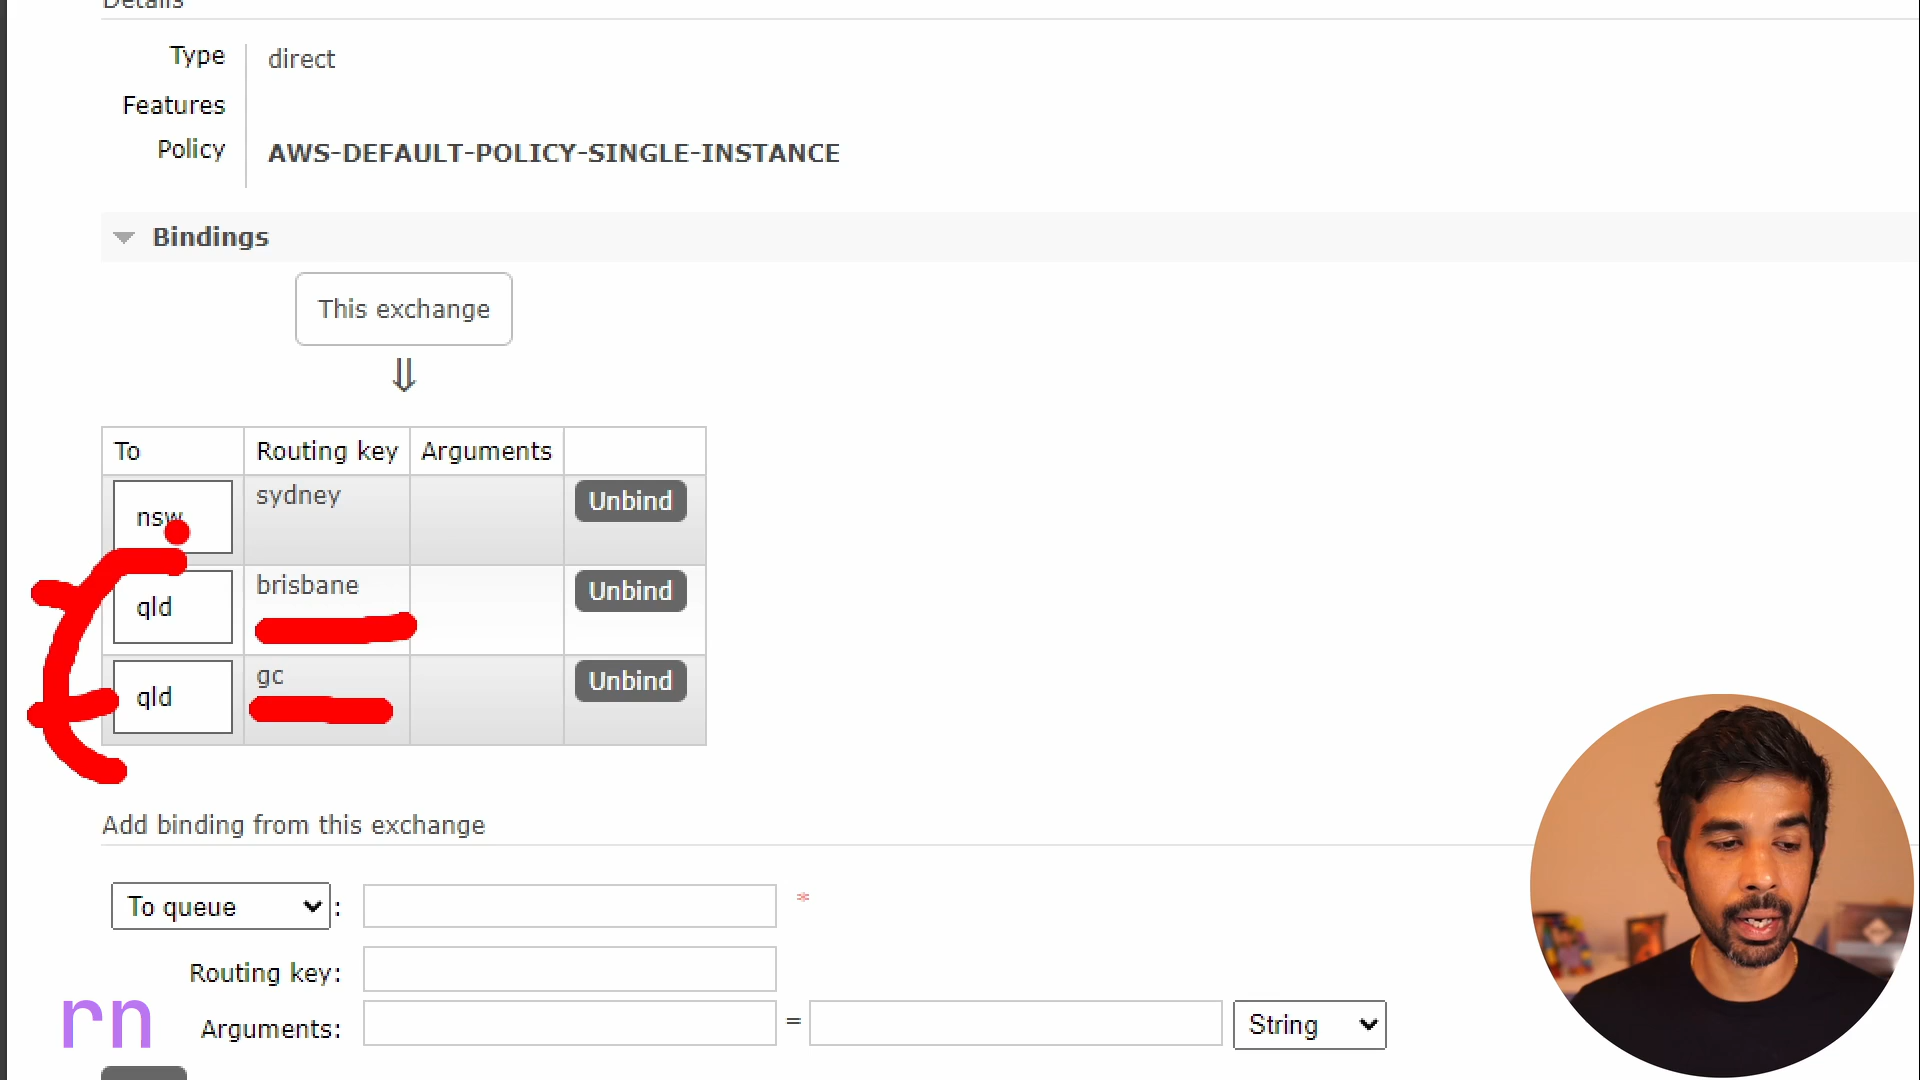 Details
Type direct
Features
Policy AWS-DEFAULT-POLICY-SINGLE-INSTANCE
Bindings
This exchange
⇓
To Routing key Arguments
nsw sydney Unbind
qld brisbane Unbind
qld gc Unbind
Add binding from this exchange
To queue : *
Routing key:
Arguments: = String
rn